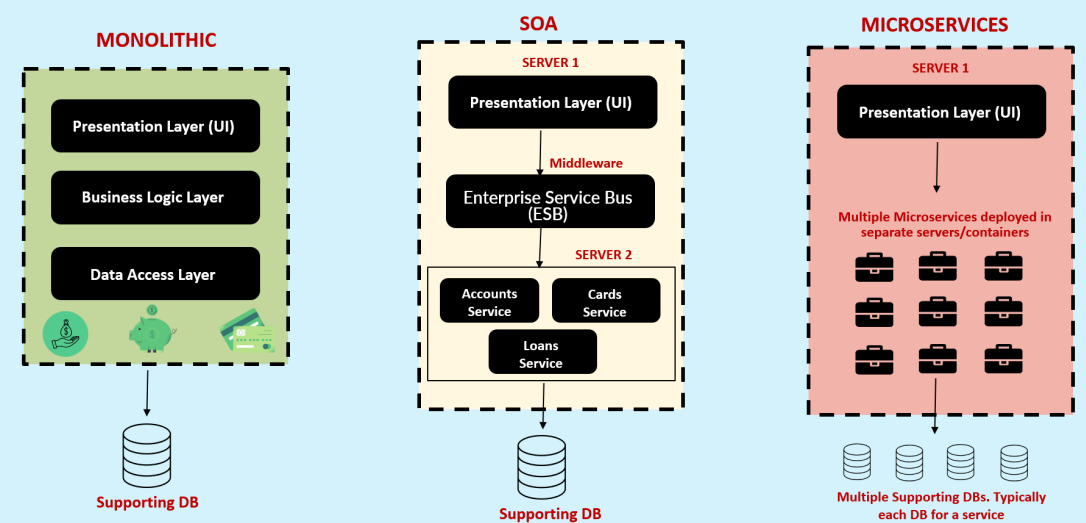 MONOLITHIC
Presentation Layer (UI)
Business Logic Layer
Data Access Layer
Supporting DB
SOA
SERVER 1
Presentation Layer (UI)
Middleware
Enterprise Service Bus
(ESB)
SERVER 2
Accounts
Service
Cards
Service
Loans
Service
Supporting DB
MICROSERVICES
SERVER 1
Presentation Layer (UI)
Multiple Microservices deployed in
separate servers/containers
Multiple Supporting DBs. Typically
each DB for a service